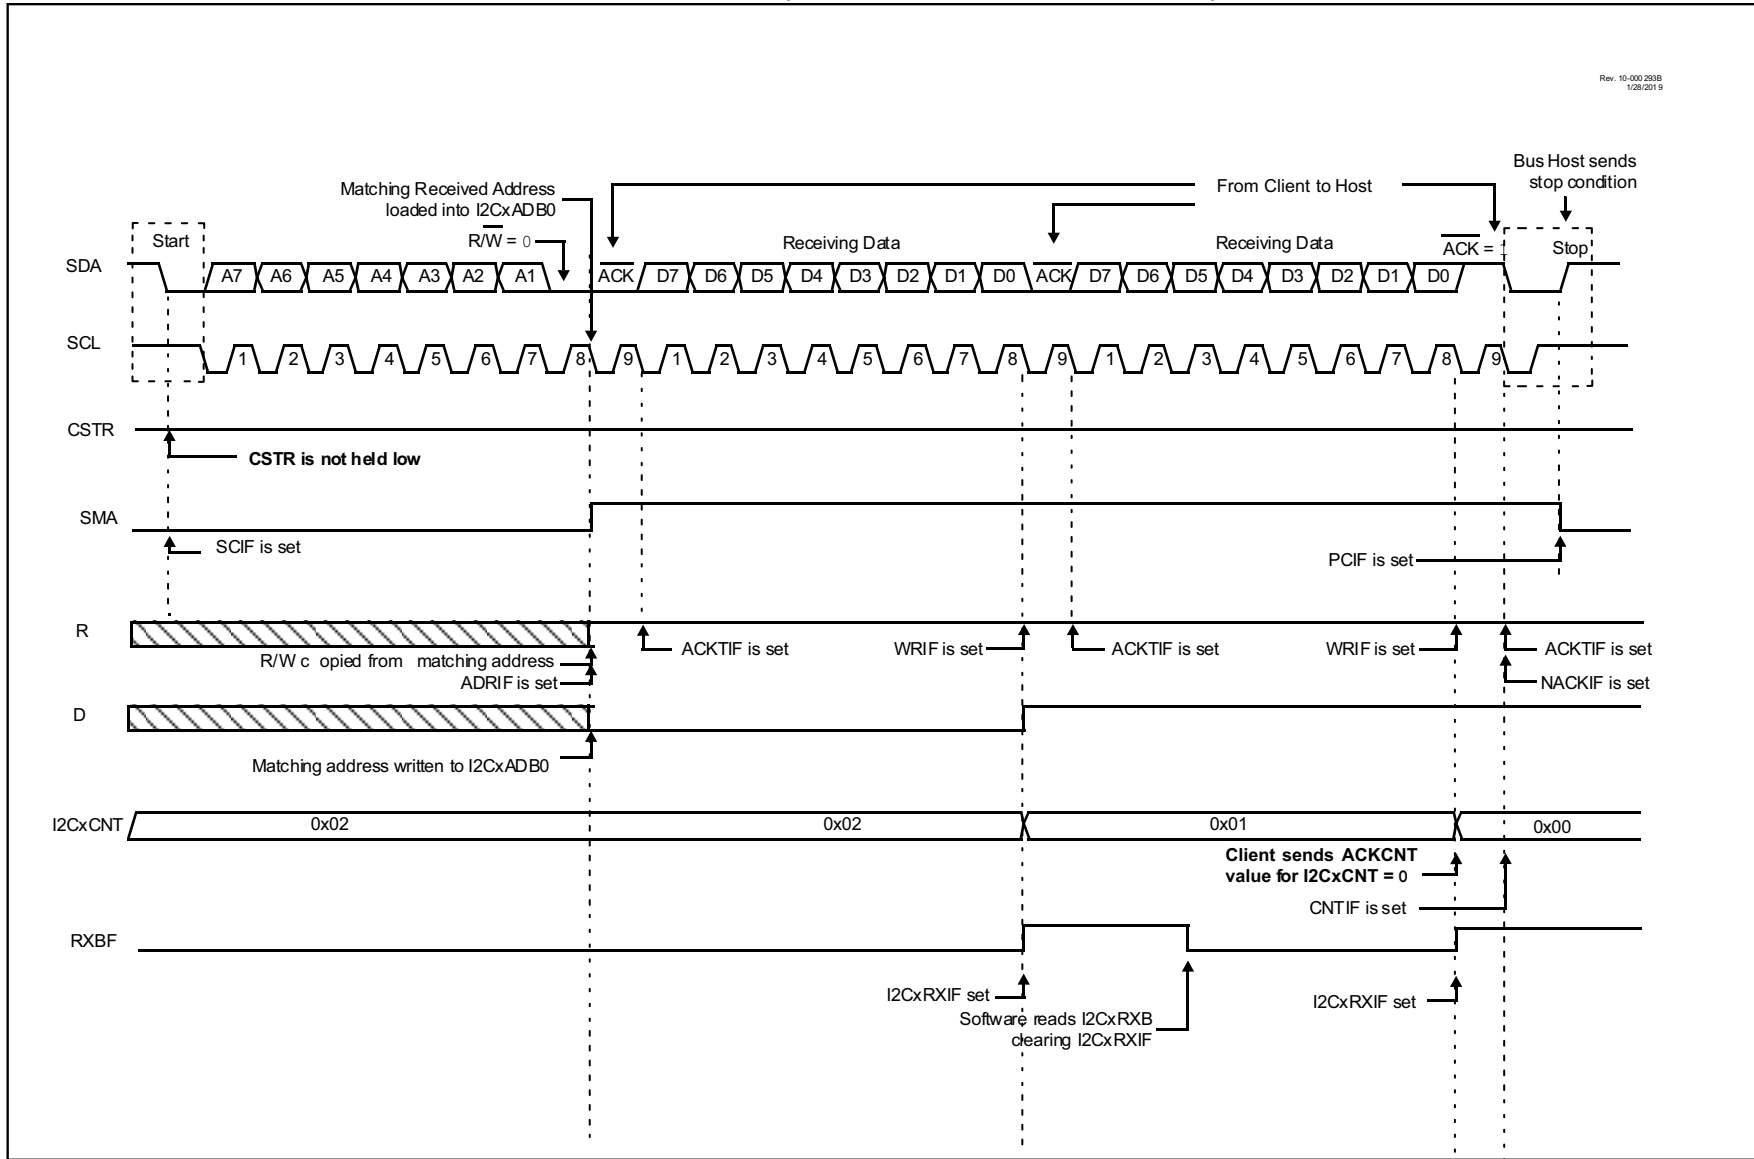 Rev. 10-000 293B
1/28/201 9
Bus Host sends
stop condition
Matching Received Address
loaded into I2CxADB0
From Client to Host
R/W = 0
Start
Receiving Data
Receiving Data
ACK = 1
Stop
SDA
A7 A6 A5 A4 A3 A2 A1 ACK D7 D6 D5 D4 D3 D2 D1 D0 ACK D7 D6 D5 D4 D3 D2 D1 D0
SCL
1 2 3 4 5 6 7 8 9 1 2 3 4 5 6 7 8 9 1 2 3 4 5 6 7 8 9
CSTR
CSTR is not held low
SMA
SCIF is set
PCIF is set
R
ACKTIF is set
WRIF is set
ACKTIF is set
WRIF is set
ACKTIF is set
R/W c opied from matching address
ADRIF is set
NACKIF is set
D
Matching address written to I2CxADB0
I2CxCNT
0x02
0x02
0x01
0x00
Client sends ACKCNT
value for I2CxCNT = 0
CNTIF is set
RXBF
I2CxRXIF set
I2CxRXIF set
Software reads I2CxRXB
clearing I2CxRXIF